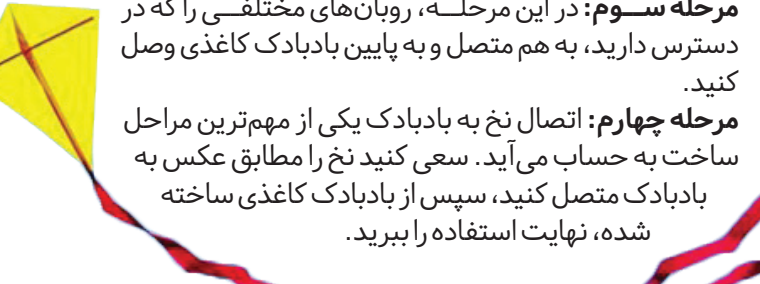 مرحله سوم: در این مرحله، روبان‌های مختلفی را که در
دسترس دارید، به هم متصل و به پایین بادبادک کاغذی وصل
کنید.
مرحله چهارم: اتصال نخ به بادبادک یکی از مهم‌ترین مراحل
ساخت به حساب می‌آید. سعی کنید نخ را مطابق عکس به
بادبادک متصل کنید، سپس از بادبادک کاغذی ساخته
شده، نهایت استفاده را ببرید.